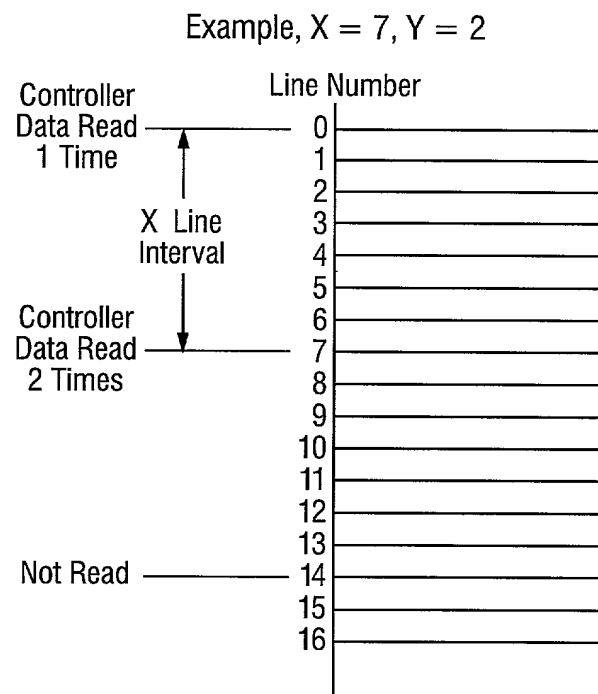 Example, X = 7, Y = 2
Line Number
Controller
Data Read
1 Time
0
1
2
X Line
Interval
3
4
5
6
Controller
Data Read
2 Times
7
8
9
10
11
12
13
Not Read
14
15
16